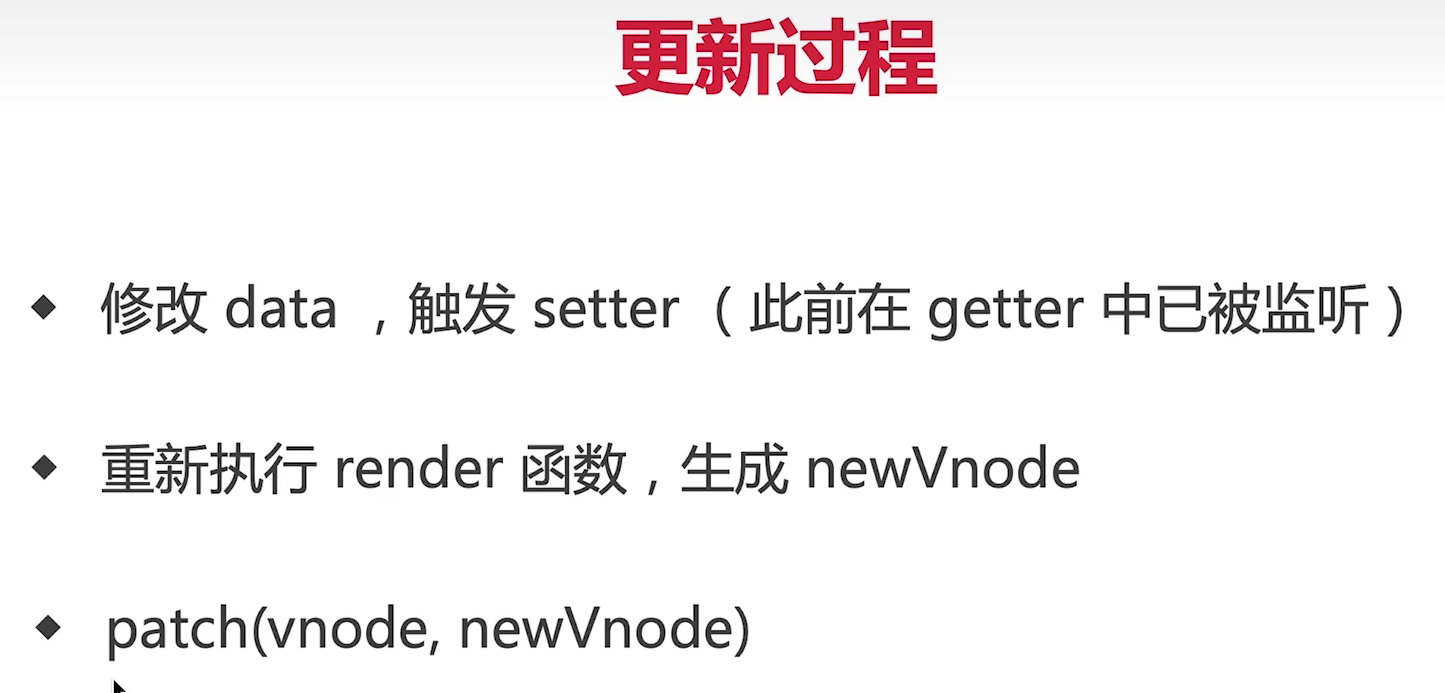 更新过程
◆ 修改 data ，触发 setter （ 此前在 getter 中已被监听 ）
◆ 重新执行 render 函数，生成 newVnode
◆ patch(vnode, newVnode)